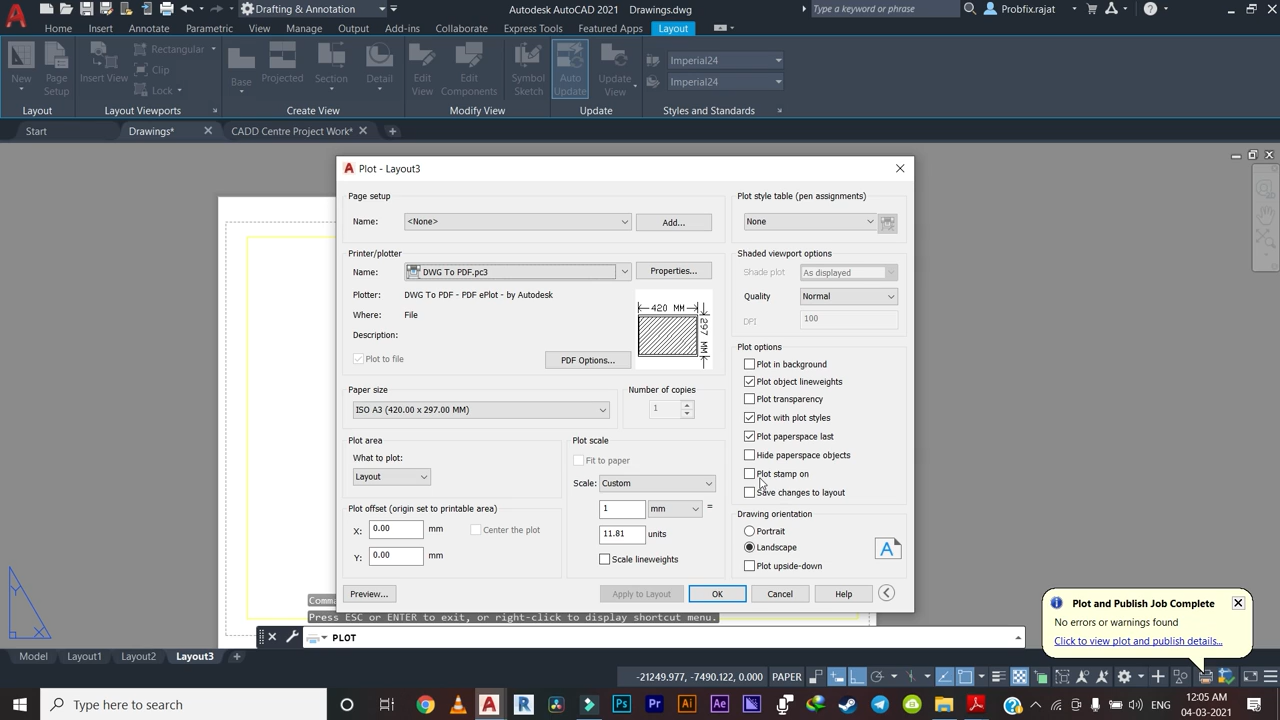 Drafting & Annotation
Autodesk AutoCAD 2021 Drawings.dwg
Type a keyword or phrase
Probfix.rajat
Home Insert Annotate Parametric View Manage Output Add-ins Collaborate Express Tools Featured Apps Layout
New
Page Setup
Insert View
Rectangular
Clip
Lock
Base
Projected
Section
Detail
Edit View
Edit Components
Symbol Sketch
Auto Update
Update View
Imperial24
Imperial24
Layout Layout Viewports Create View Modify View Update Styles and Standards
Start Drawings* CADD Centre Project Work*
Plot - Layout3
Page setup
Name: <None> Add...
Printer/plotter
Name: DWG To PDF.pc3 Properties...
Plotter: DWG To PDF - PDF ePlot - by Autodesk
Where: File
Description:
Plot to file PDF Options...
420 MM
297 MM
Paper size
ISO A3 (420.00 x 297.00 MM)
Number of copies
1
Plot area
What to plot:
Layout
Plot offset (origin set to printable area)
X: 0.00 mm Center the plot
Y: 0.00 mm
Plot scale
Fit to paper
Scale: Custom
1 mm =
11.81 units
Scale lineweights
Plot style table (pen assignments)
None
Shaded viewport options
Shade plot As displayed
Quality Normal
DPI 100
Plot options
Plot in background
Plot object lineweights
Plot transparency
Plot with plot styles
Plot paperspace last
Hide paperspace objects
Plot stamp on
Save changes to layout
Drawing orientation
Portrait
Landscape
Plot upside-down
A
Preview... Apply to Layout OK Cancel Help
Comma
Press ESC or ENTER to exit, or right-click to display shortcut menu.
PLOT
Plot and Publish Job Complete
No errors or warnings found
Click to view plot and publish details...
X
Model Layout1 Layout2 Layout3
-21249.977, -7490.122, 0.000 PAPER
Type here to search
A R Ps Pr Ai Ae
ENG
12:05 AM
04-03-2021